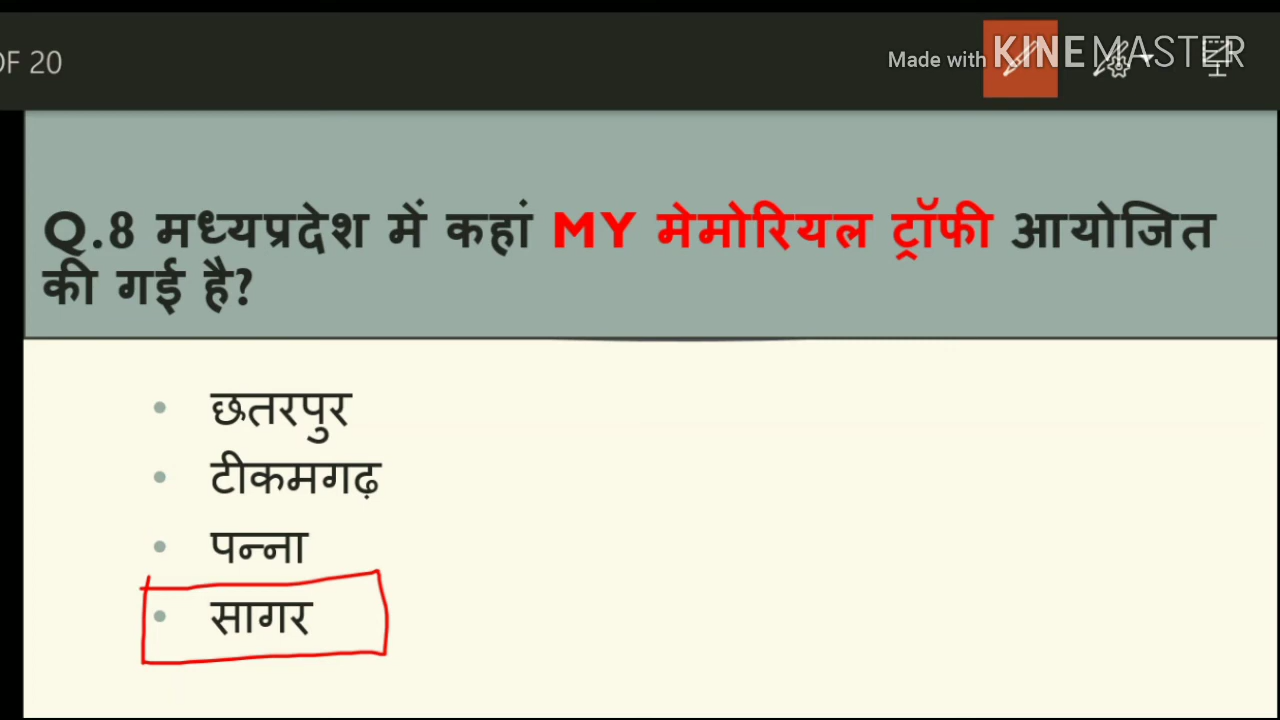 OF 20
Made with KINEMASTER
Q.8 मध्यप्रदेश में कहां MY मेमोरियल ट्रॉफी आयोजित
की गई है?
• छतरपुर
• टीकमगढ़
• पन्ना
• सागर